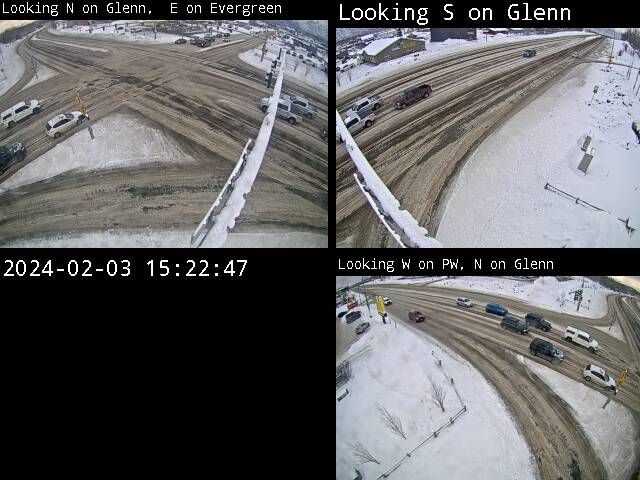 Looking N on Glenn,  E on Evergreen
Looking S on Glenn
2024-02-03 15:22:47
Looking W on PW, N on Glenn